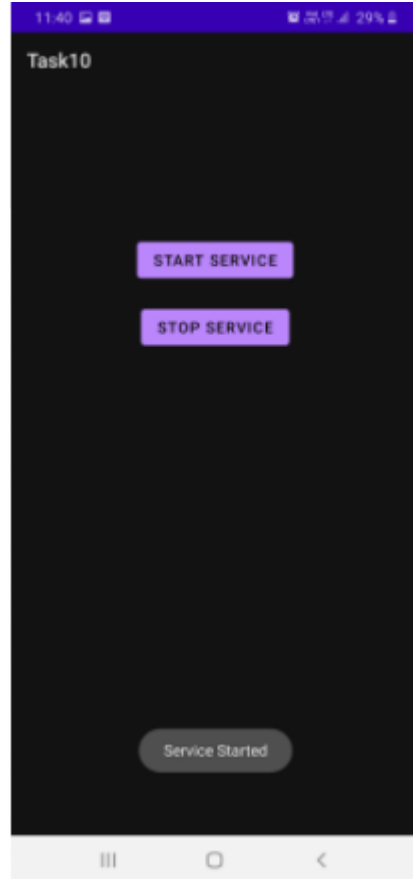 11:40
29%
Task10
START SERVICE
STOP SERVICE
Service Started